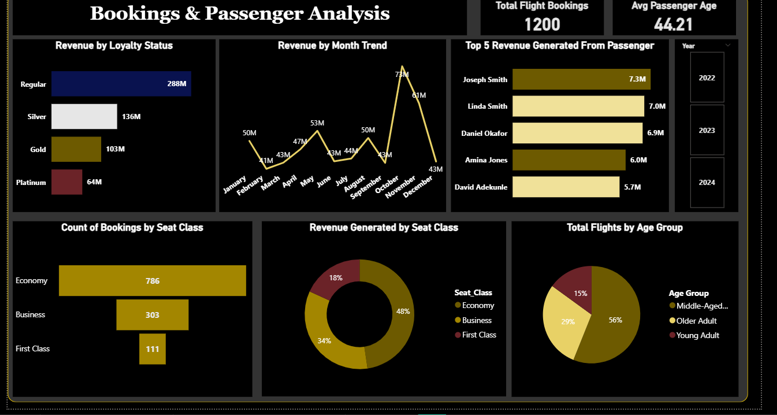 Bookings & Passenger Analysis
Total Flight Bookings
1200
Avg Passenger Age
44.21
Revenue by Loyalty Status
Regular
288M
Silver
136M
Gold
103M
Platinum
64M
Revenue by Month Trend
50M
41M
43M
47M
53M
43M
44M
50M
43M
73M
61M
43M
January
February
March
April
May
June
July
August
September
October
November
December
Top 5 Revenue Generated From Passenger
Joseph Smith
7.3M
Linda Smith
7.0M
Daniel Okafor
6.9M
Amina Jones
6.0M
David Adekunle
5.7M
Year
2022
2023
2024
Count of Bookings by Seat Class
Economy
786
Business
303
First Class
111
Revenue Generated by Seat Class
18%
48%
34%
Seat_Class
Economy
Business
First Class
Total Flights by Age Group
15%
29%
56%
Age Group
Middle-Aged...
Older Adult
Young Adult